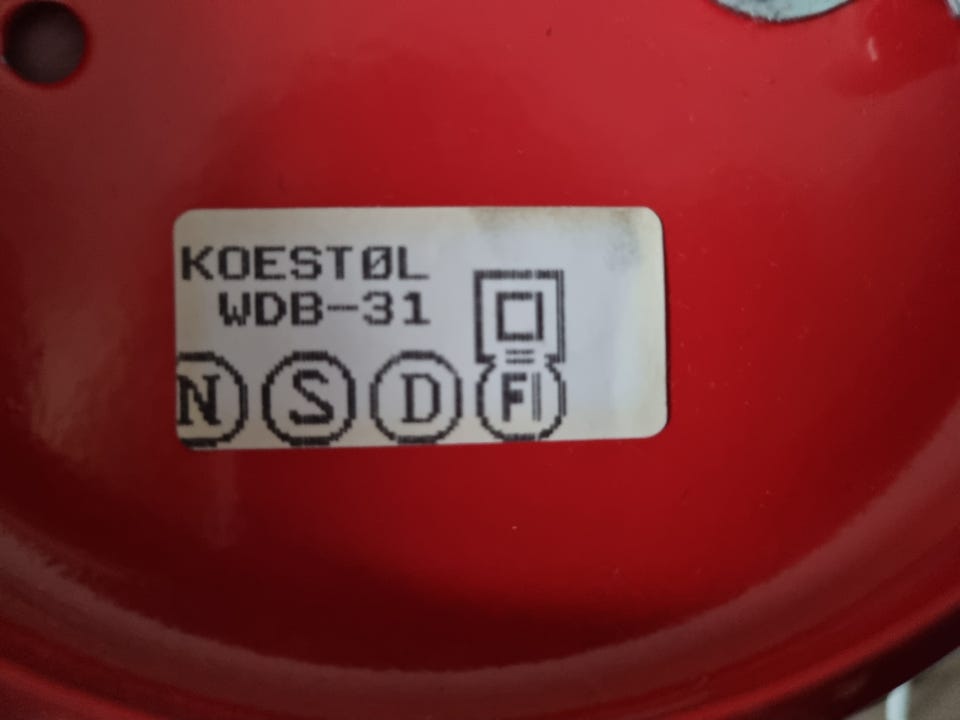 KOESTØL
WDB-31
N S D FI